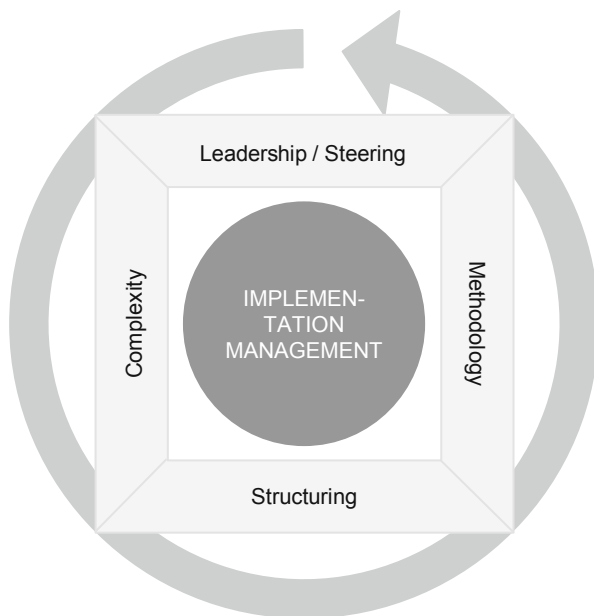 Leadership / Steering
Complexity
IMPLEMEN-
TATION
MANAGEMENT
Methodology
Structuring